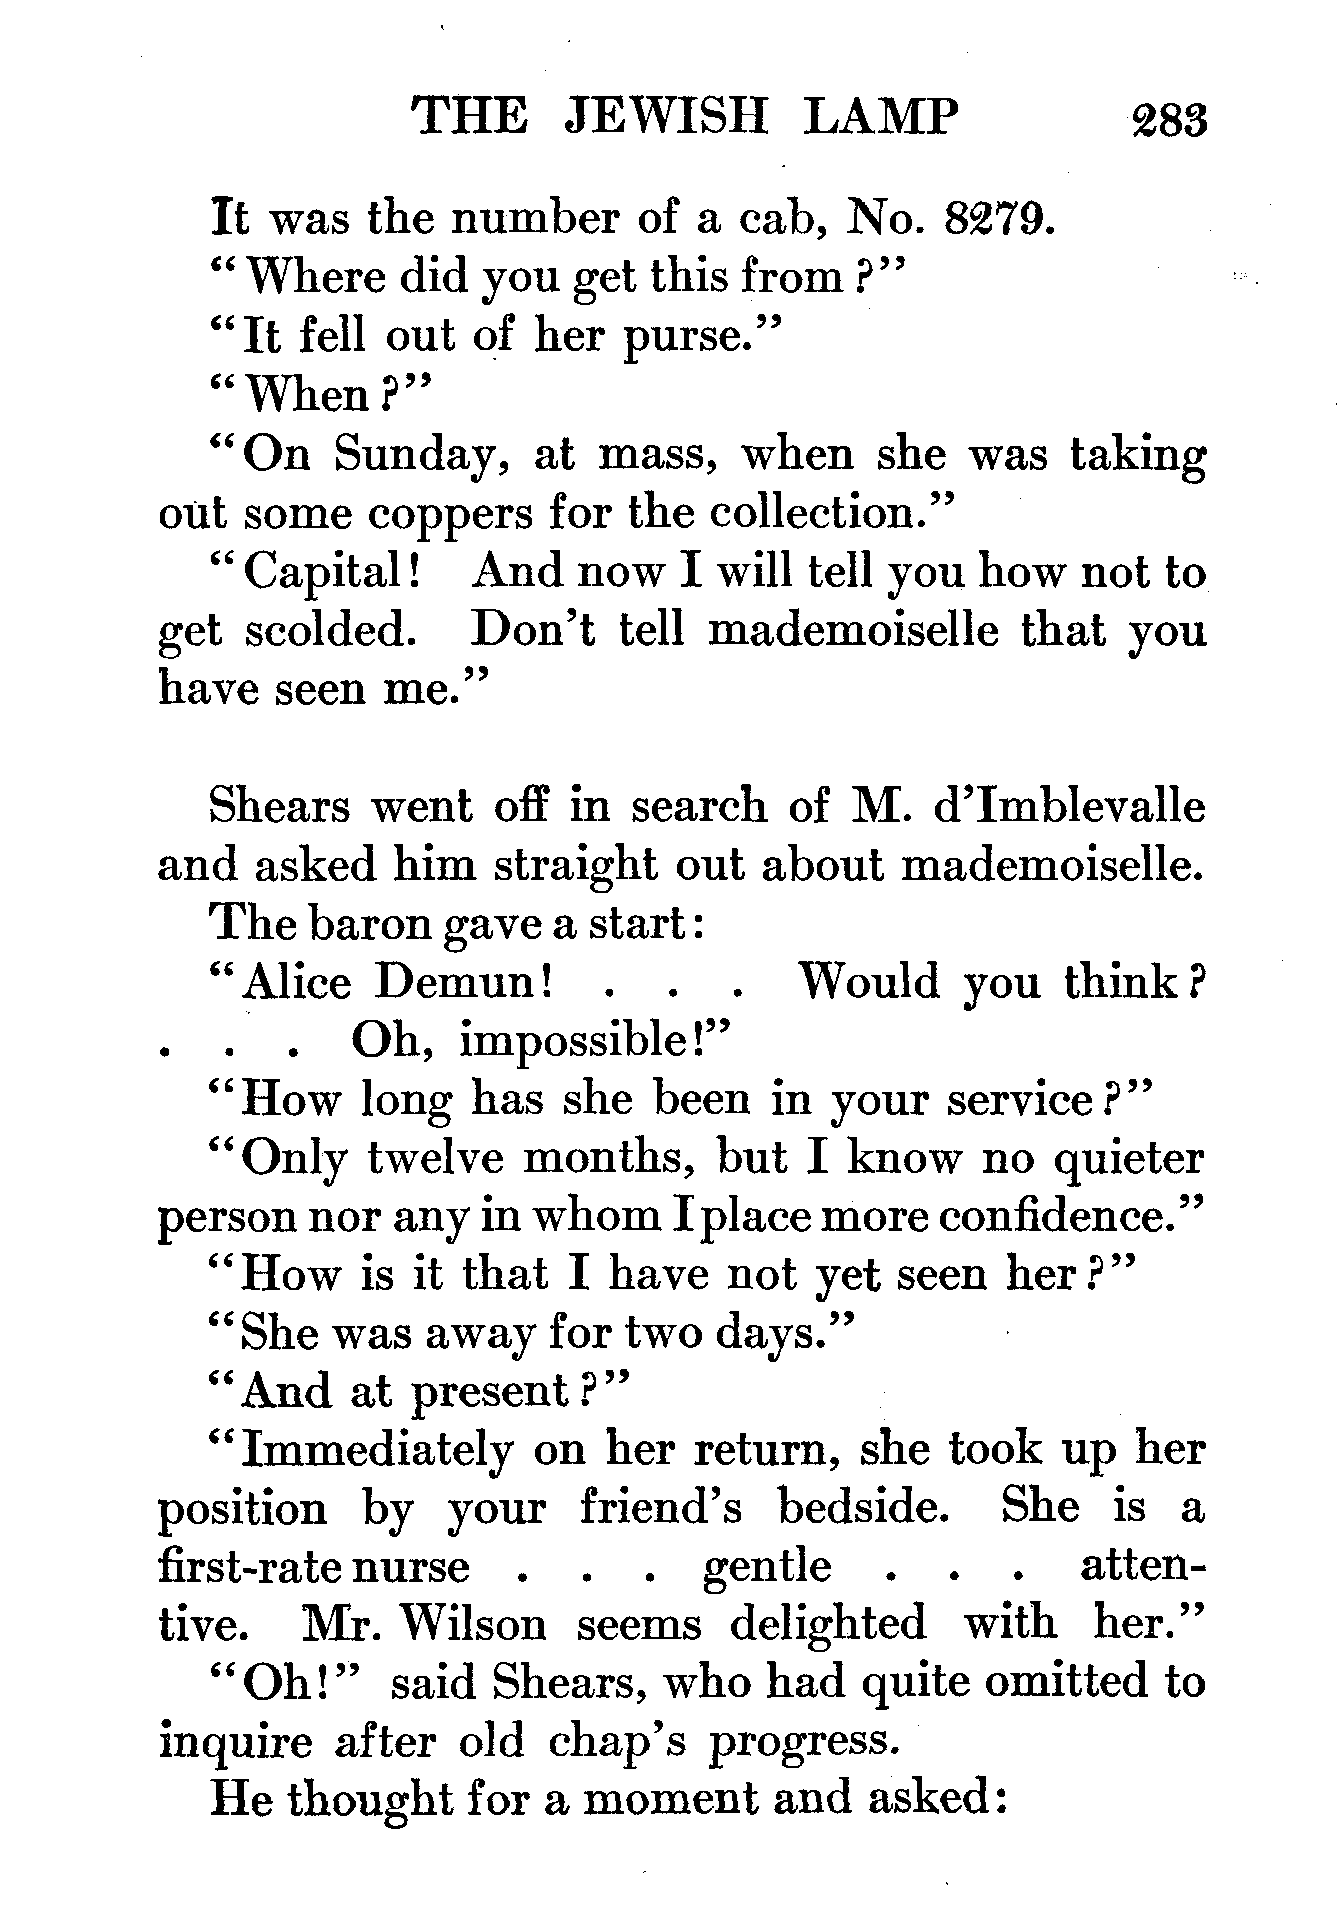 THE JEWISH LAMP 283
It was the number of a cab, No. 8279.
“Where did you get this from?”
“It fell out of her purse.”
“When?”
“On Sunday, at mass, when she was taking
out some coppers for the collection.”
“Capital! And now I will tell you how not to
get scolded. Don’t tell mademoiselle that you
have seen me.”
Shears went off in search of M. d’Imblevalle
and asked him straight out about mademoiselle.
The baron gave a start:
“Alice Demun! . . . Would you think?
. . . Oh, impossible!”
“How long has she been in your service?”
“Only twelve months, but I know no quieter
person nor any in whom I place more confidence.”
“How is it that I have not yet seen her?”
“She was away for two days.”
“And at present?”
“Immediately on her return, she took up her
position by your friend’s bedside. She is a
first-rate nurse . . . gentle . . . atten-
tive. Mr. Wilson seems delighted with her.”
“Oh!” said Shears, who had quite omitted to
inquire after old chap’s progress.
He thought for a moment and asked: